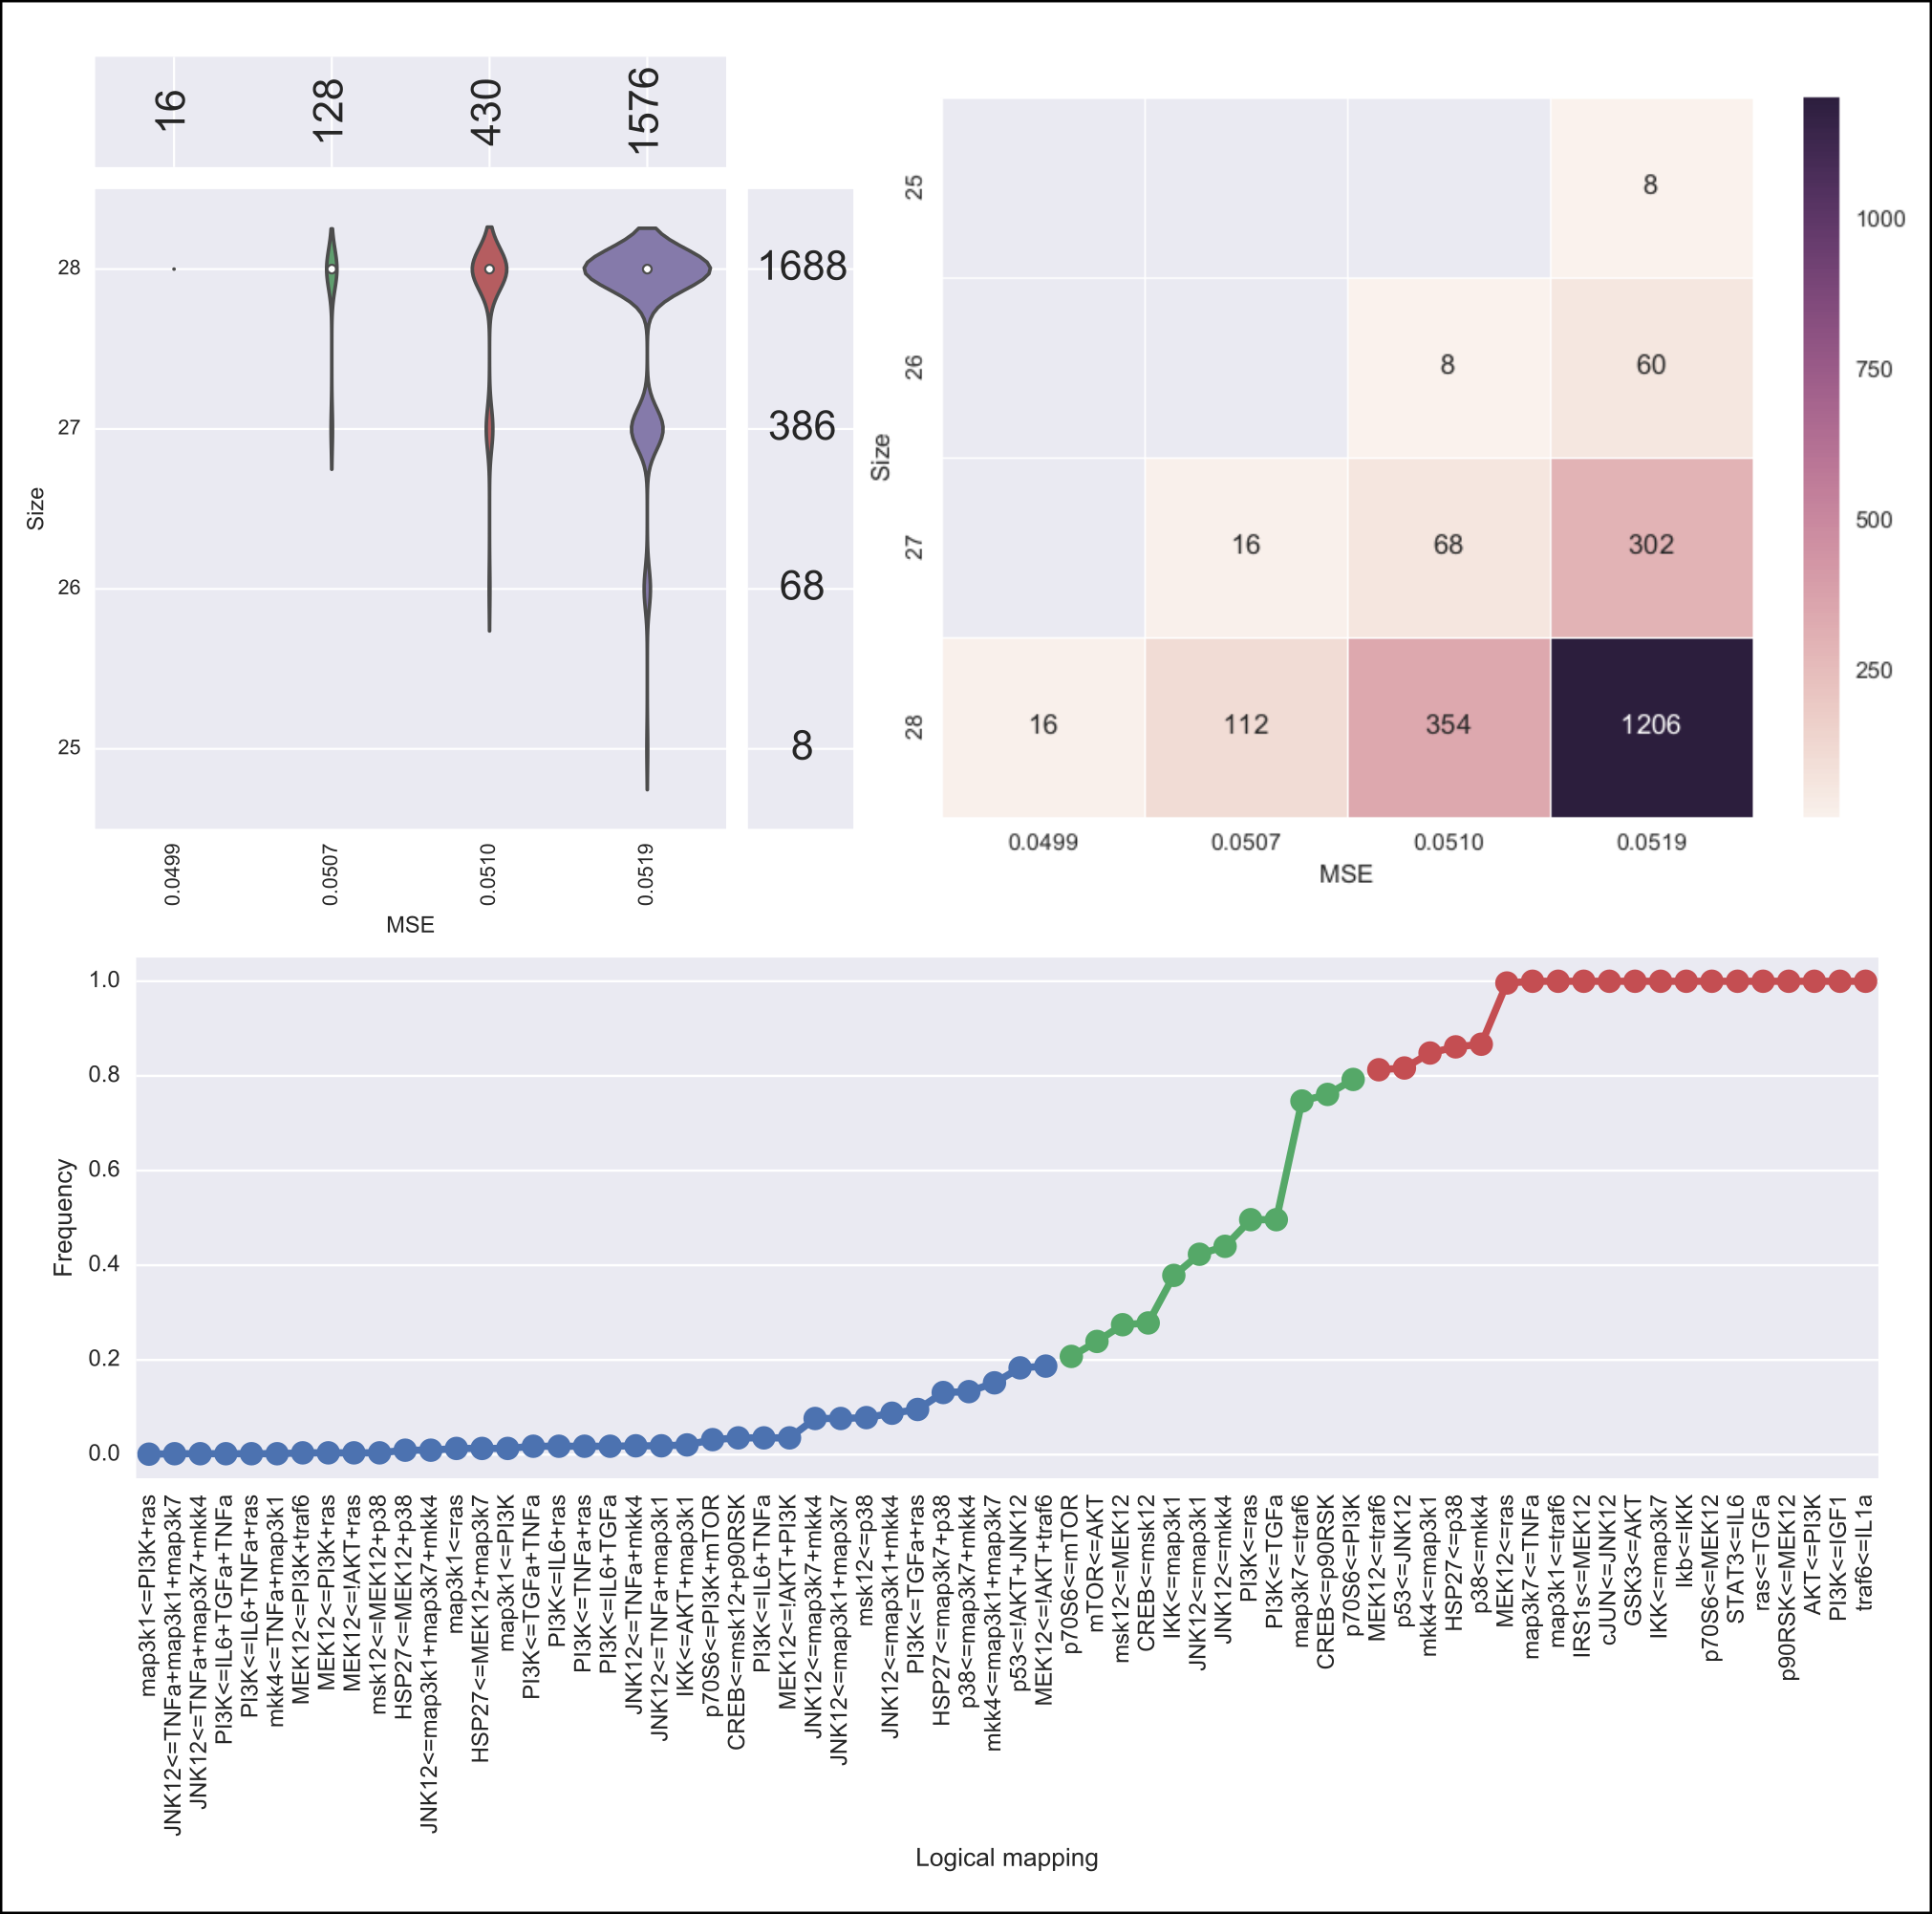 16
128
430
1576
28
27
26
25
Size
1688
386
68
8
0.0499
0.0507
0.0510
0.0519
MSE
25
26
27
28
Size
8
8
60
16
68
302
16
112
354
1206
0.0499
0.0507
0.0510
0.0519
MSE
1000
750
500
250
1.0
0.8
0.6
0.4
0.2
0.0
Frequency
map3k1<=PI3K+ras
JNK12<=TNFa+map3k1+map3k7
JNK12<=TNFa+map3k7+mkk4
PI3K<=IL6+TGFa+TNFa
PI3K<=IL6+TNFa+ras
mkk4<=TNFa+map3k1
MEK12<=PI3K+traf6
MEK12<=PI3K+ras
MEK12<=!AKT+ras
msk12<=MEK12+p38
HSP27<=MEK12+p38
JNK12<=map3k1+map3k7+mkk4
map3k1<=ras
HSP27<=MEK12+map3k7
map3k1<=PI3K
PI3K<=TGFa+TNFa
PI3K<=IL6+ras
PI3K<=TNFa+ras
PI3K<=IL6+TGFa
JNK12<=TNFa+mkk4
JNK12<=TNFa+map3k1
IKK<=AKT+map3k1
p70S6<=PI3K+mTOR
CREB<=msk12+p90RSK
PI3K<=IL6+TNFa
MEK12<=!AKT+PI3K
JNK12<=map3k7+mkk4
JNK12<=map3k1+map3k7
msk12<=p38
JNK12<=map3k1+mkk4
PI3K<=TGFa+ras
HSP27<=map3k7+p38
p38<=map3k7+mkk4
mkk4<=map3k1+map3k7
p53<=!AKT+JNK12
MEK12<=!AKT+traf6
p70S6<=mTOR
mTOR<=AKT
msk12<=MEK12
CREB<=msk12
IKK<=map3k1
JNK12<=map3k1
JNK12<=mkk4
PI3K<=ras
PI3K<=TGFa
map3k7<=traf6
CREB<=p90RSK
p70S6<=PI3K
MEK12<=traf6
p53<=JNK12
mkk4<=map3k1
HSP27<=p38
p38<=mkk4
MEK12<=ras
map3k7<=TNFa
map3k1<=traf6
IRS1s<=MEK12
cJUN<=JNK12
GSK3<=AKT
IKK<=map3k7
Ikb<=IKK
p70S6<=MEK12
STAT3<=IL6
ras<=TGFa
p90RSK<=MEK12
AKT<=PI3K
PI3K<=IGF1
traf6<=IL1a
Logical mapping